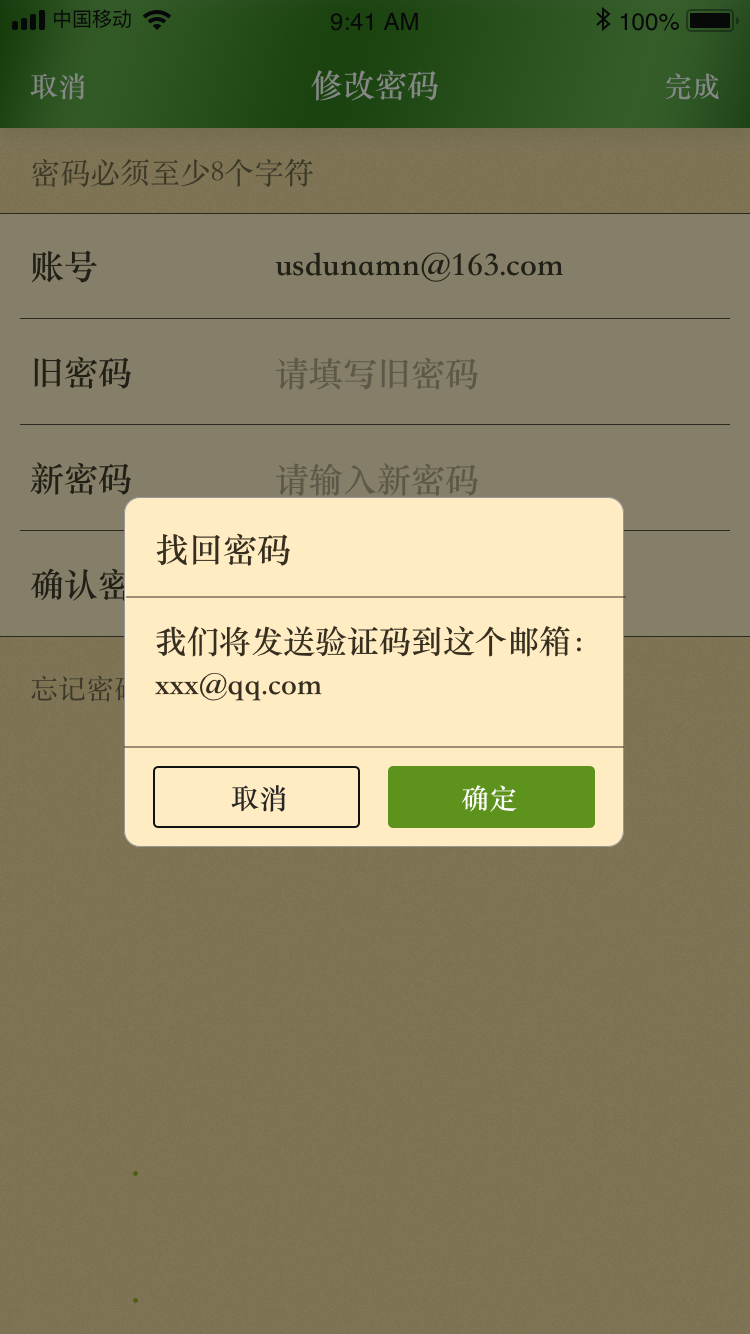 中国移动 9:41 AM 100%
取消 修改密码 完成
密码必须至少8个字符
账号 usdunamn@163.com
旧密码 请填写旧密码
新密码 请输入新密码
确认密
找回密码
我们将发送验证码到这个邮箱：
xxx@qq.com
忘记密
取消 确定